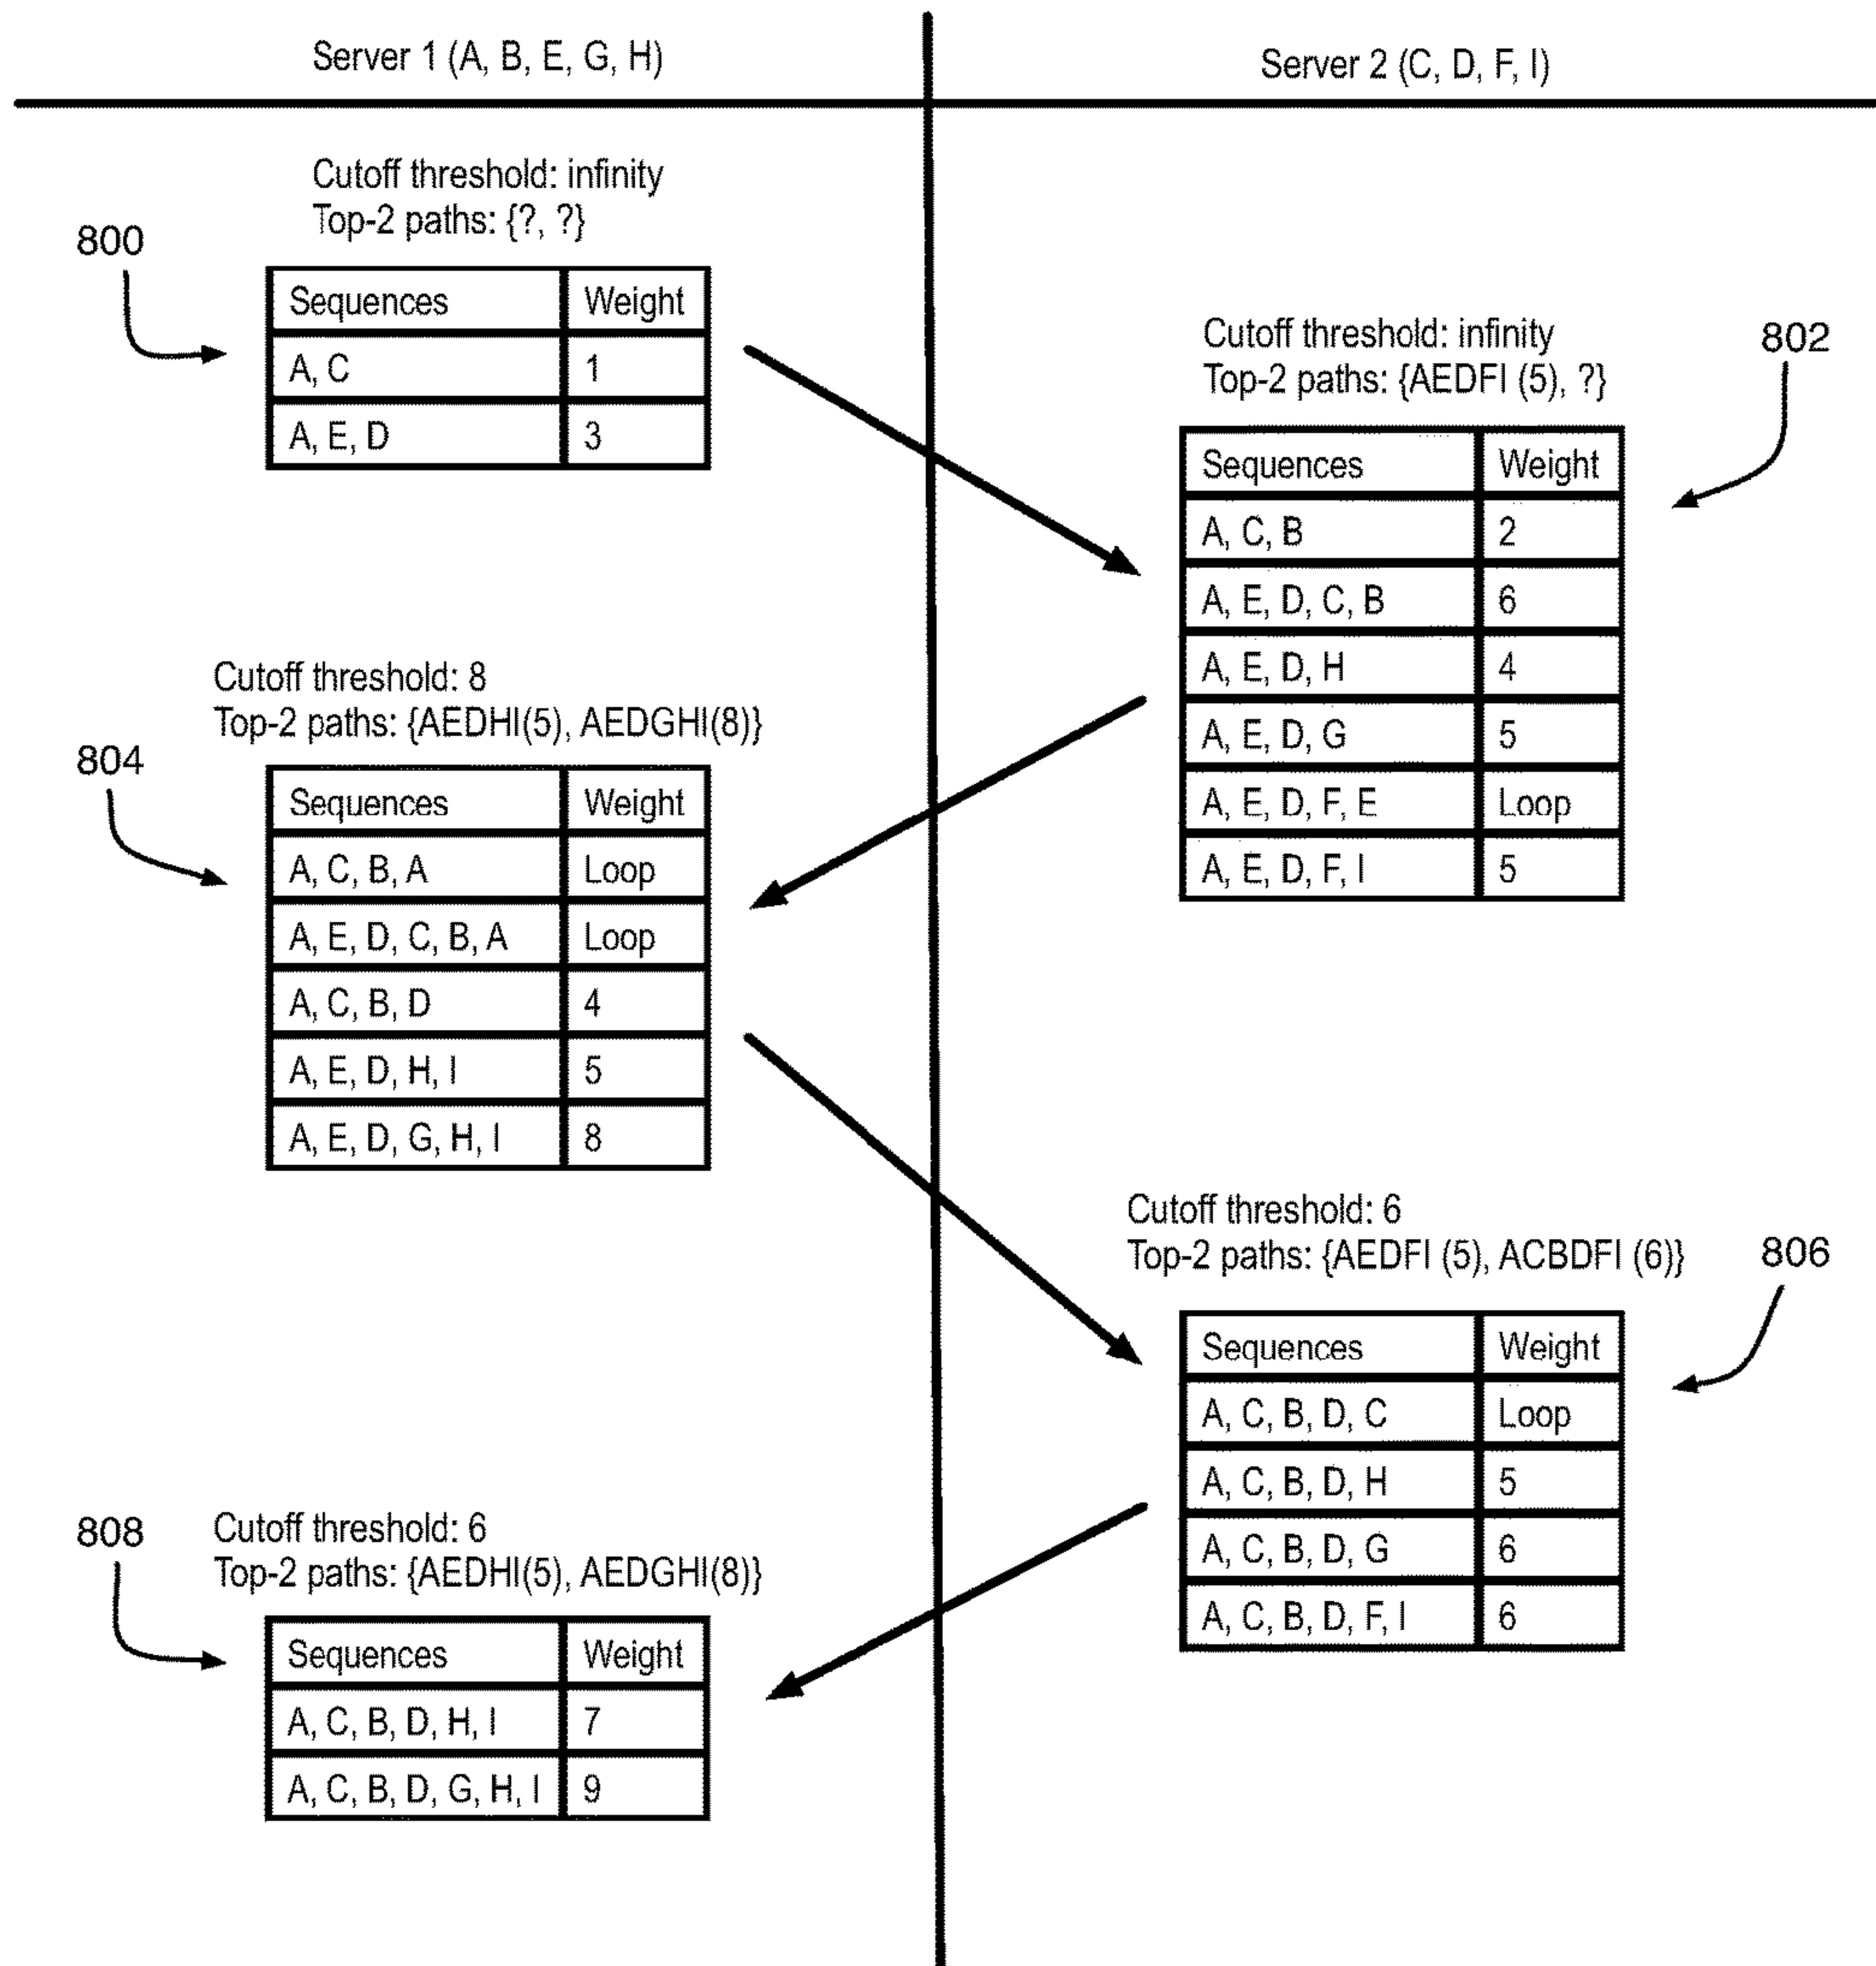 Server 1 (A, B, E, G, H)
Server 2 (C, D, F, I)
Cutoff threshold: infinity
Top-2 paths: {?, ?}
800
Sequences Weight
A, C 1
A, E, D 3
Cutoff threshold: infinity
Top-2 paths: {AEDFI (5), ?}
802
Sequences Weight
A, C, B 2
A, E, D, C, B 6
A, E, D, H 4
A, E, D, G 5
A, E, D, F, E Loop
A, E, D, F, I 5
Cutoff threshold: 8
Top-2 paths: {AEDHI(5), AEDGHI(8)}
804
Sequences Weight
A, C, B, A Loop
A, E, D, C, B, A Loop
A, C, B, D 4
A, E, D, H, I 5
A, E, D, G, H, I 8
Cutoff threshold: 6
Top-2 paths: {AEDFI (5), ACBDFI (6)}
806
Sequences Weight
A, C, B, D, C Loop
A, C, B, D, H 5
A, C, B, D, G 6
A, C, B, D, F, I 6
808
Cutoff threshold: 6
Top-2 paths: {AEDHI(5), AEDGHI(8)}
Sequences Weight
A, C, B, D, H, I 7
A, C, B, D, G, H, I 9